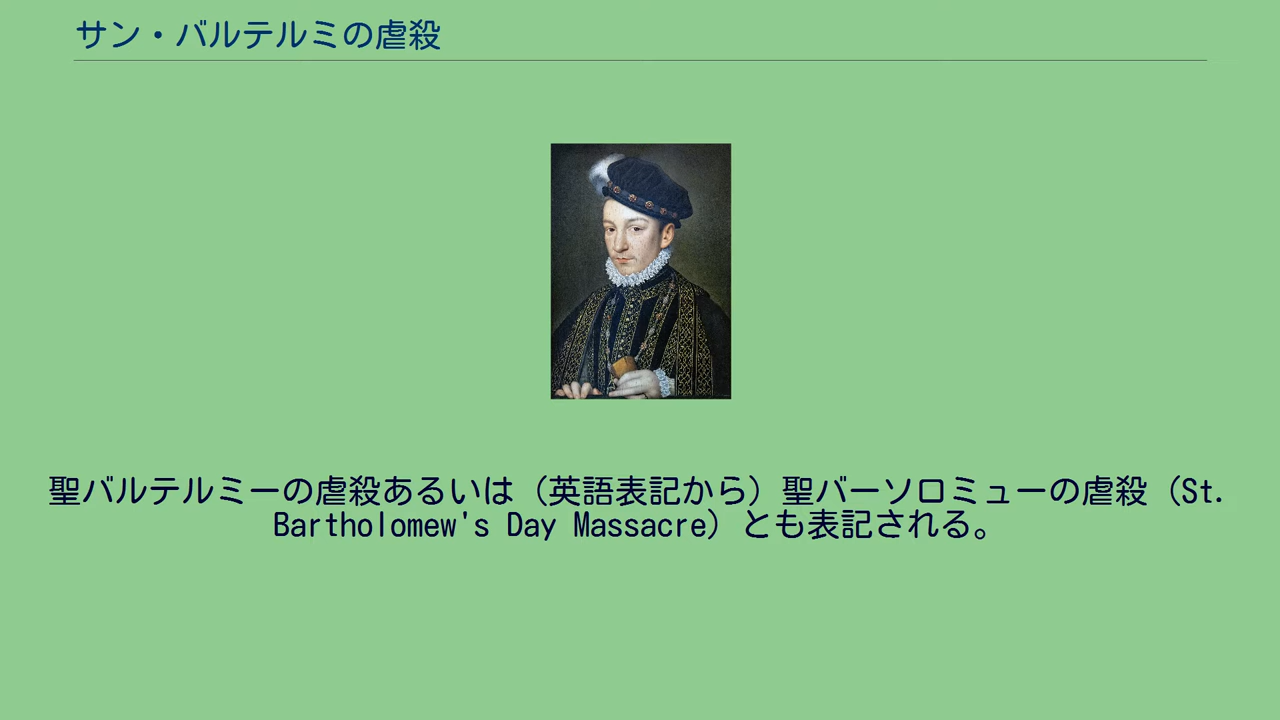 サン・バルテルミの虐殺
聖バルテルミーの虐殺あるいは（英語表記から）聖バーソロミューの虐殺（St.
Bartholomew's Day Massacre）とも表記される。